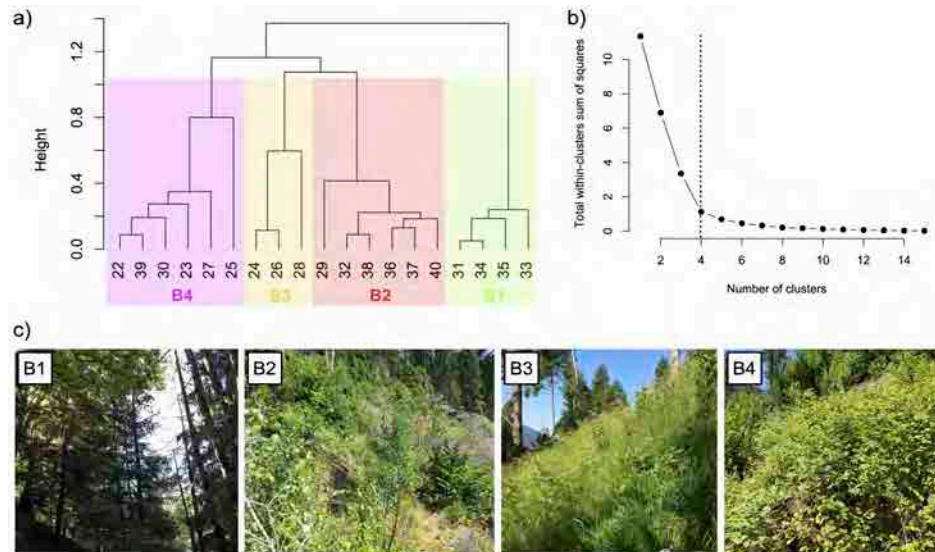 a)
Height
0.0
0.4
0.8
1.2
22
39
30
23
27
25
24
26
28
29
32
38
36
37
40
31
34
35
33
B4
B3
B2
B1
b)
Total within-clusters sum of squares
0
2
4
6
8
10
2
4
6
8
10
12
14
Number of clusters
c)
B1
B2
B3
B4